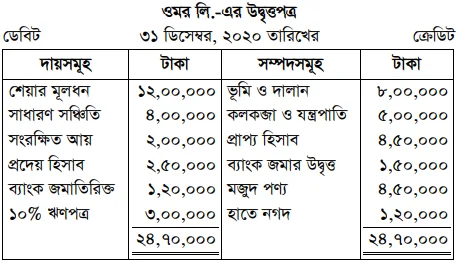 ওমর লি.-এর উদ্বৃত্তপত্র
ডেবিট ৩১ ডিসেম্বর, ২০২০ তারিখের ক্রেডিট
দায়সমূহ টাকা সম্পদসমূহ টাকা
শেয়ার মূলধন ১২,০০,০০০ ভূমি ও দালান ৮,০০,০০০
সাধারণ সঞ্চিতি ৪,০০,০০০ কলকব্জা ও যন্ত্রপাতি ৫,০০,০০০
সংরক্ষিত আয় ২,০০,০০০ প্রাপ্য হিসাব ৪,৫০,০০০
প্রদেয় হিসাব ২,৫০,০০০ ব্যাংক জমার উদ্বৃত্ত ১,৫০,০০০
ব্যাংক জমাতিরিক্ত ১,২০,০০০ মজুদ পণ্য ৪,৫০,০০০
১০% ঋণপত্র ৩,০০,০০০ হাতে নগদ ১,২০,০০০
২৪,৭০,০০০ ২৪,৭০,০০০